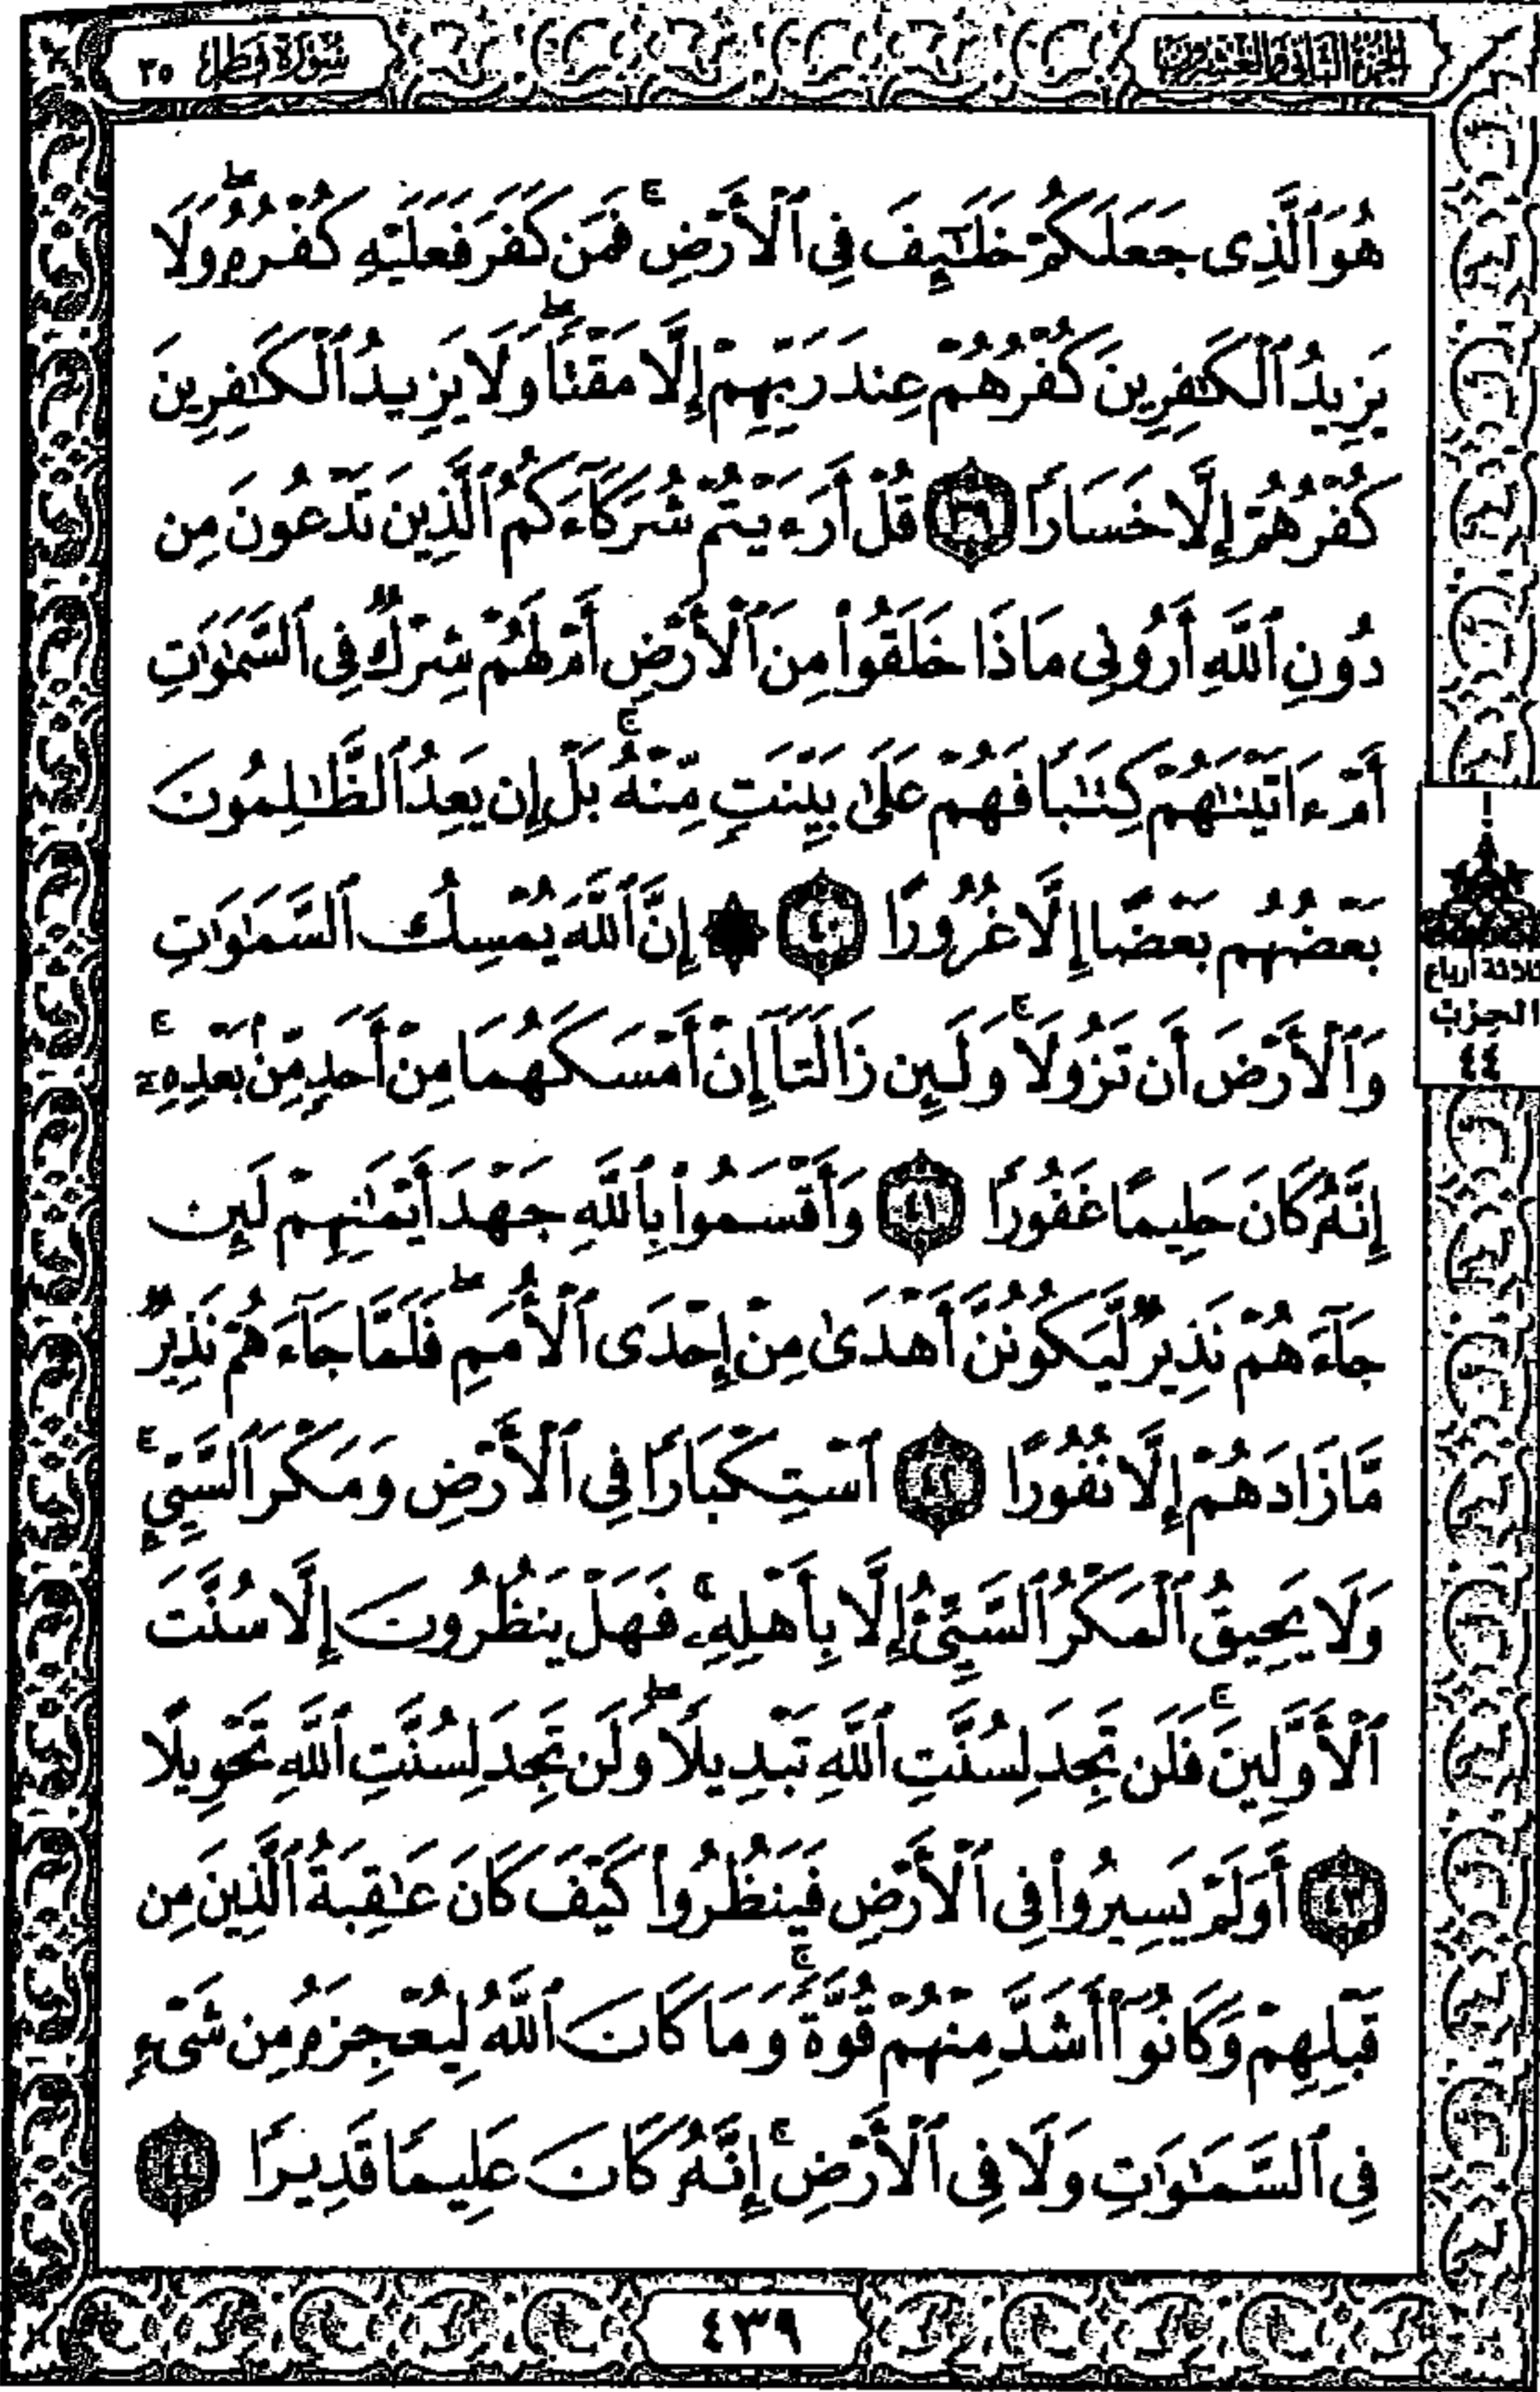 الجزء الثاني والعشرون
سورة فاطر ٣٥
هُوَ ٱلَّذِى جَعَلَكُمْ خَلَٰٓئِفَ فِى ٱلْأَرْضِ ۚ فَمَن كَفَرَ فَعَلَيْهِ كُفْرُهُۥ ۖ وَلَا
يَزِيدُ ٱلْكَٰفِرِينَ كُفْرُهُمْ عِندَ رَبِّهِمْ إِلَّا مَقْتًا ۖ وَلَا يَزِيدُ ٱلْكَٰفِرِينَ
كُفْرُهُمْ إِلَّا خَسَارًا ٣٩ قُلْ أَرَءَيْتُمْ شُرَكَآءَكُمُ ٱلَّذِينَ تَدْعُونَ مِن
دُونِ ٱللَّهِ أَرُونِى مَاذَا خَلَقُوا۟ مِنَ ٱلْأَرْضِ أَمْ لَهُمْ شِرْكٌ فِى ٱلسَّمَٰوَٰتِ
أَمْ ءَاتَيْنَٰهُمْ كِتَٰبًا فَهُمْ عَلَىٰ بَيِّنَتٍ مِّنْهُ ۚ بَلْ إِن يَعِدُ ٱلظَّٰلِمُونَ
بَعْضُهُم بَعْضًا إِلَّا غُرُورًا ٤٠ ۞ إِنَّ ٱللَّهَ يُمْسِكُ ٱلسَّمَٰوَٰتِ
وَٱلْأَرْضَ أَن تَزُولَا ۚ وَلَئِن زَالَتَآ إِنْ أَمْسَكَهُمَا مِنْ أَحَدٍ مِّنۢ بَعْدِهِۦٓ ۚ
إِنَّهُۥ كَانَ حَلِيمًا غَفُورًا ٤١ وَأَقْسَمُوا۟ بِٱللَّهِ جَهْدَ أَيْمَٰنِهِمْ لَئِن
جَآءَهُمْ نَذِيرٌ لَّيَكُونُنَّ أَهْدَىٰ مِنْ إِحْدَى ٱلْأُمَمِ ۖ فَلَمَّا جَآءَهُمْ نَذِيرٌ
مَّا زَادَهُمْ إِلَّا نُفُورًا ٤٢ ٱسْتِكْبَارًا فِى ٱلْأَرْضِ وَمَكْرَ ٱلسَّيِّئِ ۚ
وَلَا يَحِيقُ ٱلْمَكْرُ ٱلسَّيِّئُ إِلَّا بِأَهْلِهِۦ ۚ فَهَلْ يَنظُرُونَ إِلَّا سُنَّتَ
ٱلْأَوَّلِينَ ۚ فَلَن تَجِدَ لِسُنَّتِ ٱللَّهِ تَبْدِيلًا ۖ وَلَن تَجِدَ لِسُنَّتِ ٱللَّهِ تَحْوِيلًا
٤٣ أَوَلَمْ يَسِيرُوا۟ فِى ٱلْأَرْضِ فَيَنظُرُوا۟ كَيْفَ كَانَ عَٰقِبَةُ ٱلَّذِينَ مِن
قَبْلِهِمْ وَكَانُوٓا۟ أَشَدَّ مِنْهُمْ قُوَّةً ۚ وَمَا كَانَ ٱللَّهُ لِيُعْجِزَهُۥ مِن شَىْءٍ
فِى ٱلسَّمَٰوَٰتِ وَلَا فِى ٱلْأَرْضِ ۚ إِنَّهُۥ كَانَ عَلِيمًا قَدِيرًا ٤٤
ثلاثة أرباع
الحزب
٤٤
٤٣٩